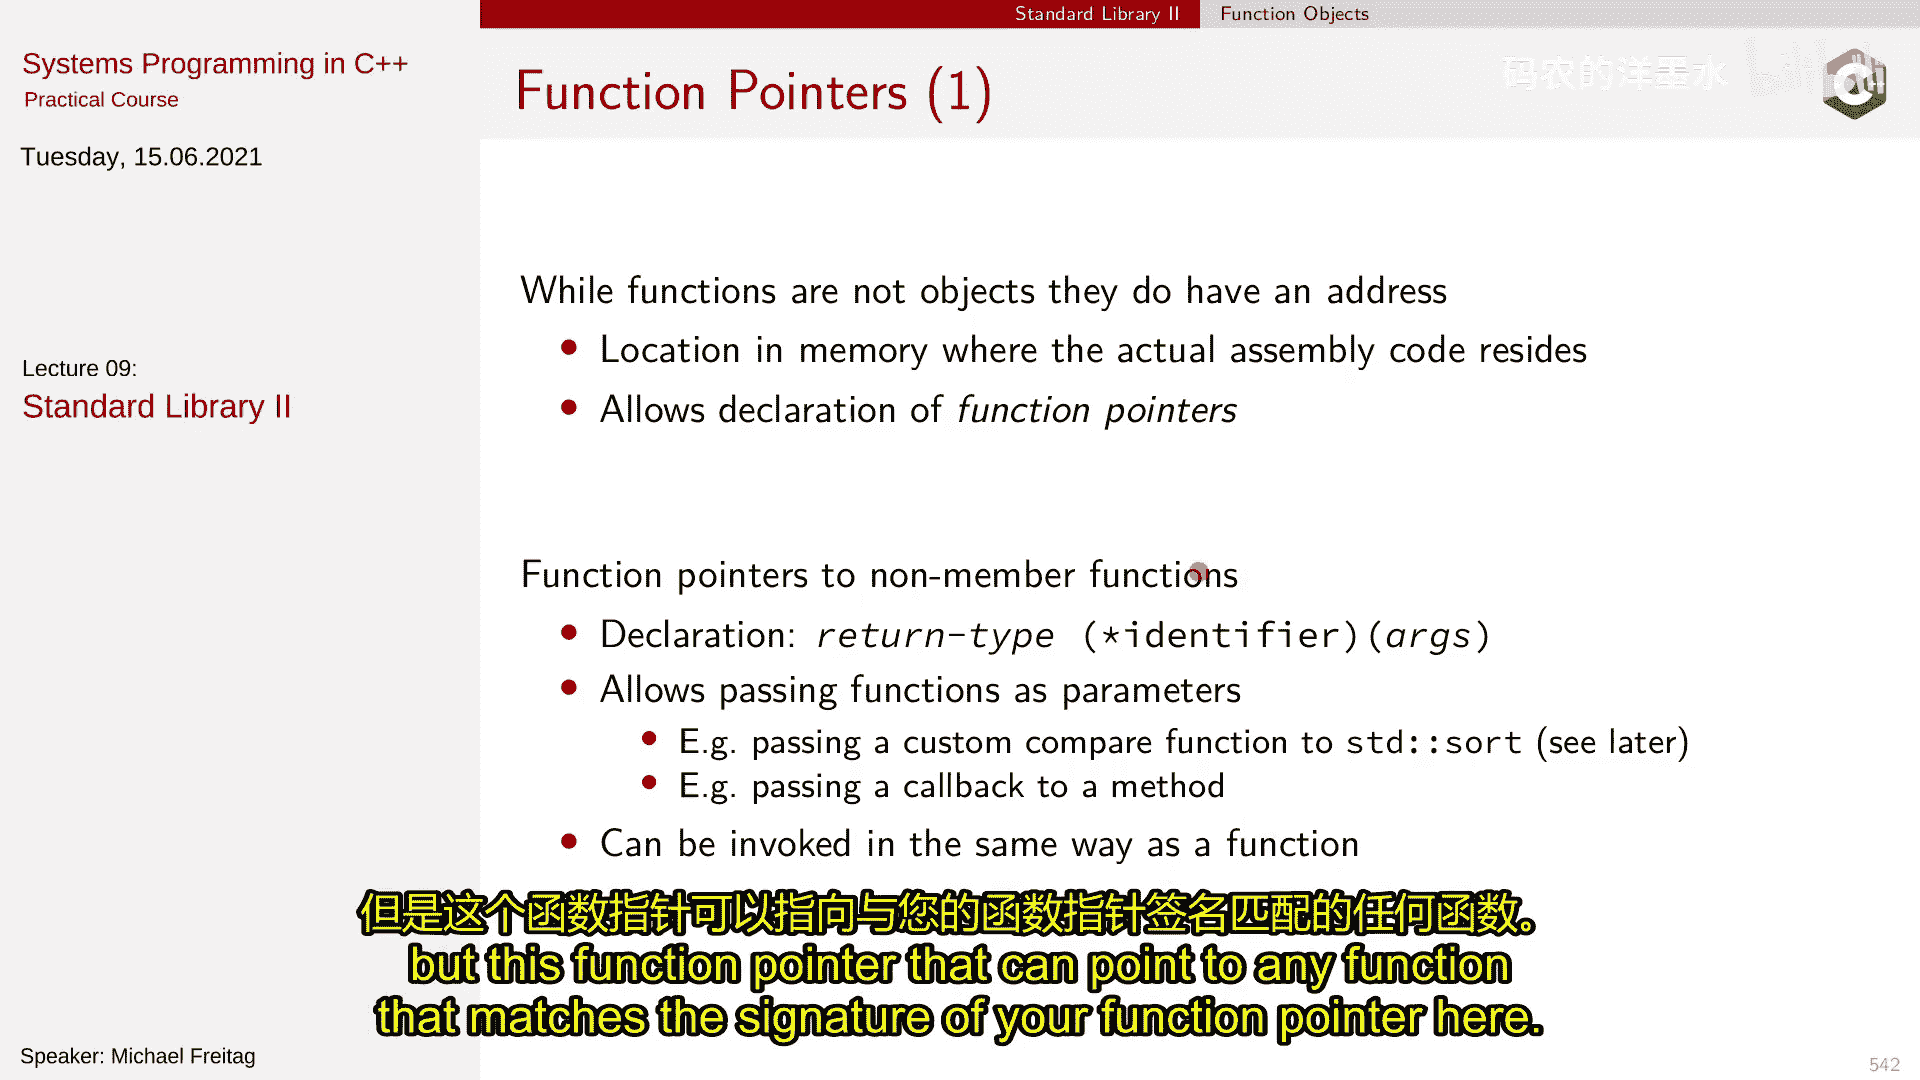 Standard Library II
Function Objects
Systems Programming in C++
Practical Course
Tuesday, 15.06.2021
Lecture 09:
Standard Library II
Function Pointers (1)
码农的洋墨水
While functions are not objects they do have an address
• Location in memory where the actual assembly code resides
• Allows declaration of function pointers
Function pointers to non-member functions
• Declaration: return-type (*identifier)(args)
• Allows passing functions as parameters
• E.g. passing a custom compare function to std::sort (see later)
• E.g. passing a callback to a method
• Can be invoked in the same way as a function
但是这个函数指针可以指向与您的函数指针签名匹配的任何函数。
but this function pointer that can point to any function
that matches the signature of your function pointer here.
Speaker: Michael Freitag
542